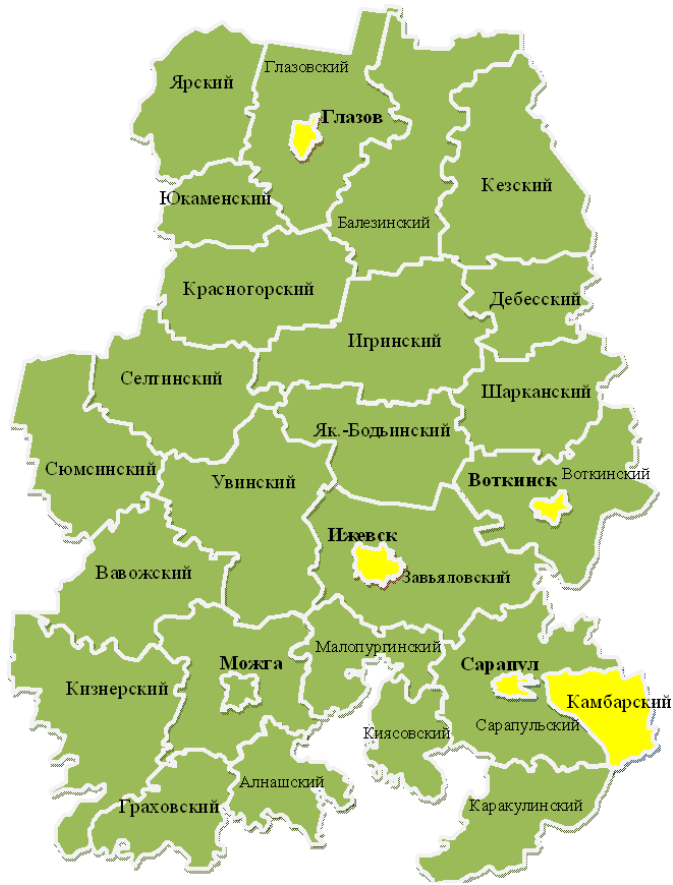 Глазовский
Ярский
Глазов
Кезский
Юкаменский
Балезинский
Красногорский
Дебесский
Игринский
Селтинский
Шарканский
Як.-Бодьинский
Сюмсинский
Увинский
Воткинск
Воткинский
Ижевск
Вавожский
Завьяловский
Малопургинский
Можга
Сарапул
Кизнерский
Камбарский
Сарапульский
Киясовский
Алнашский
Граховский
Каракулинский